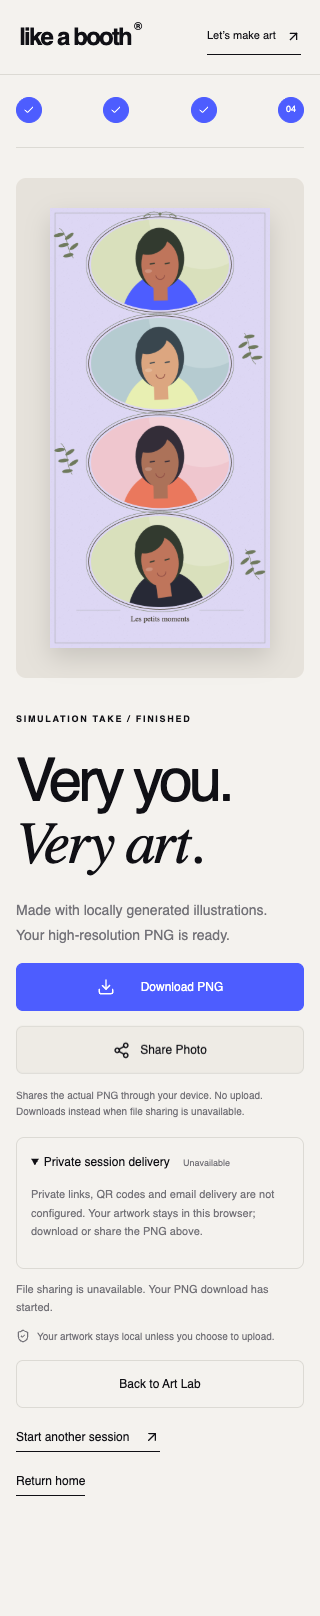 like a booth®
Let's make art
04
Les petits moments
SIMULATION TAKE / FINISHED
Very you.
Very art.
Made with locally generated illustrations.
Your high-resolution PNG is ready.
Download PNG
Share Photo
Shares the actual PNG through your device. No upload.
Downloads instead when file sharing is unavailable.
Private session delivery Unavailable
Private links, QR codes and email delivery are not
configured. Your artwork stays in this browser;
download or share the PNG above.
File sharing is unavailable. Your PNG download has
started.
Your artwork stays local unless you choose to upload.
Back to Art Lab
Start another session
Return home